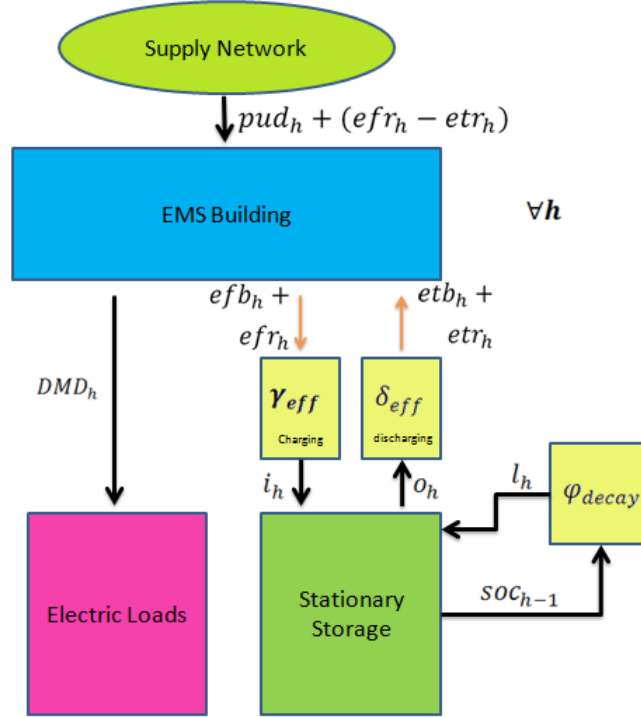 Supply Network
pud_h + (efr_h − etr_h)
EMS Building
∀h
efb_h +
efr_h
etb_h +
etr_h
DMD_h
γ_eff
Charging
δ_eff
discharging
i_h
o_h
l_h
φ_decay
Electric Loads
Stationary
Storage
soc_{h−1}